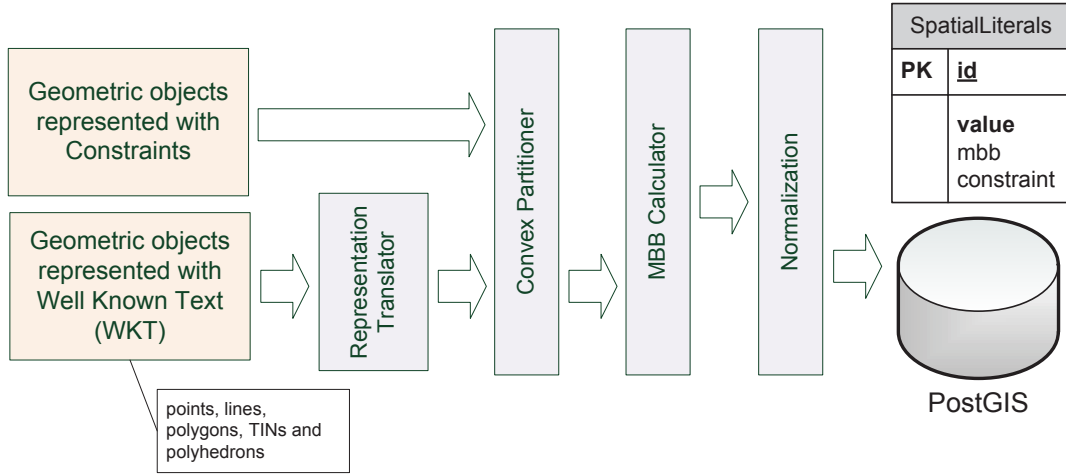 Geometric objects
represented with
Constraints
Geometric objects
represented with
Well Known Text
(WKT)
points, lines,
polygons, TINs and
polyhedrons
Representation
Translator
Convex Partitioner
MBB Calculator
Normalization
SpatialLiterals
PK id
value
mbb
constraint
PostGIS